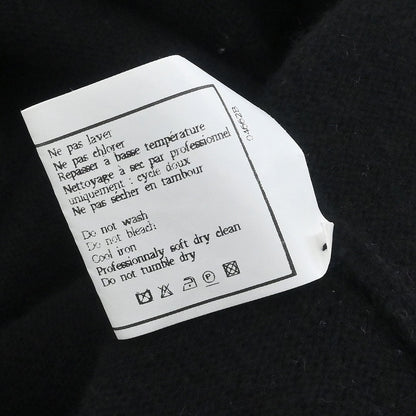 Ne pas laver
Ne pas chlorer
Repasser à basse température
Nettoyage à sec par professionnel
uniquement : cycle doux
Ne pas sécher en tambour
Do not wash
Do not bleach
Cool iron
Professionnaly soft dry clean
Do not tumble dry